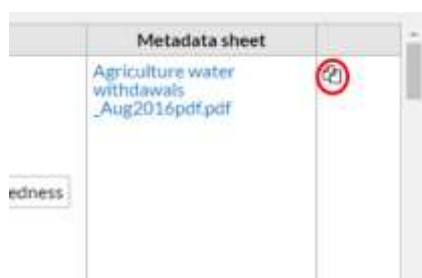 Metadata sheet
Agriculture water
withdawals
_Aug2016pdf.pdf
edness